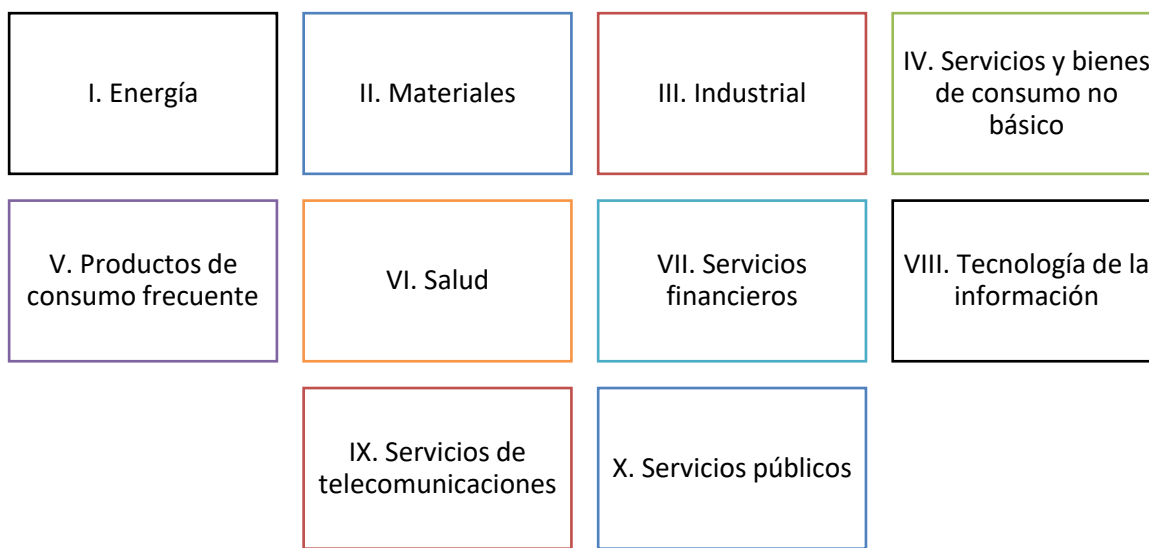 I. Energía
II. Materiales
III. Industrial
IV. Servicios y bienes
de consumo no
básico
V. Productos de
consumo frecuente
VI. Salud
VII. Servicios
financieros
VIII. Tecnología de la
información
IX. Servicios de
telecomunicaciones
X. Servicios públicos